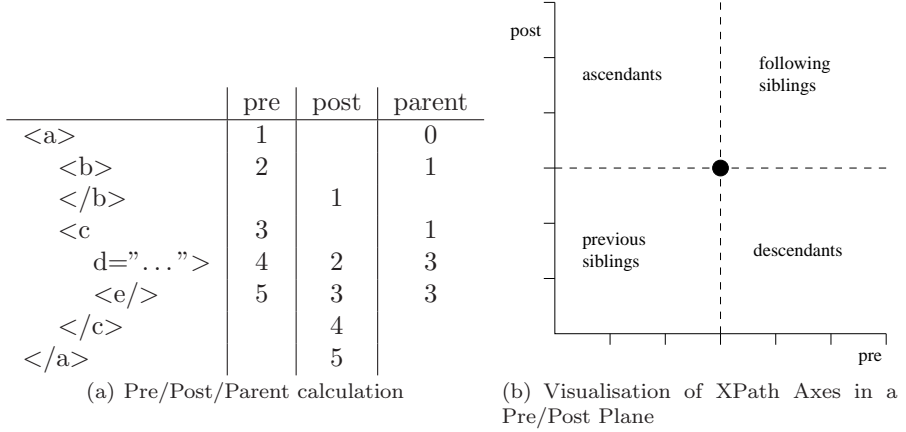 pre post parent
<a> 1 0
<b> 2 1
</b> 1
<c 3 1
d="...”> 4 2 3
<e/> 5 3 3
</c> 4
</a> 5
(a) Pre/Post/Parent calculation
post
ascendants
following
siblings
previous
siblings
descendants
pre
(b) Visualisation of XPath Axes in a
Pre/Post Plane